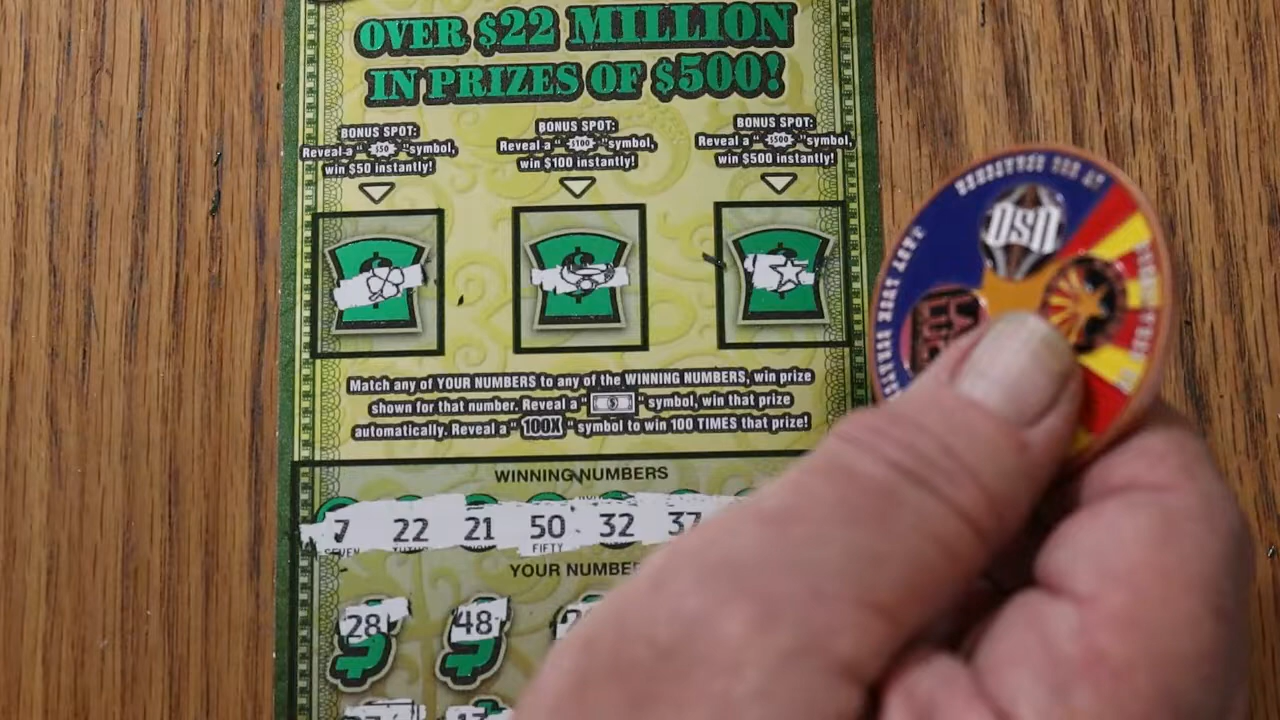 OVER $22 MILLION
IN PRIZES OF $500!
BONUS SPOT:
Reveal a " $50 " symbol,
win $50 instantly!
BONUS SPOT:
Reveal a " $100 " symbol,
win $100 instantly!
BONUS SPOT:
Reveal a " $500 " symbol,
win $500 instantly!
Match any of YOUR NUMBERS to any of the WINNING NUMBERS, win prize
shown for that number. Reveal a " " symbol, win that prize
automatically. Reveal a " 100X " symbol to win 100 TIMES that prize!
WINNING NUMBERS
7 22 21 50 32 37
SEVEN FIFTY
YOUR
28 48